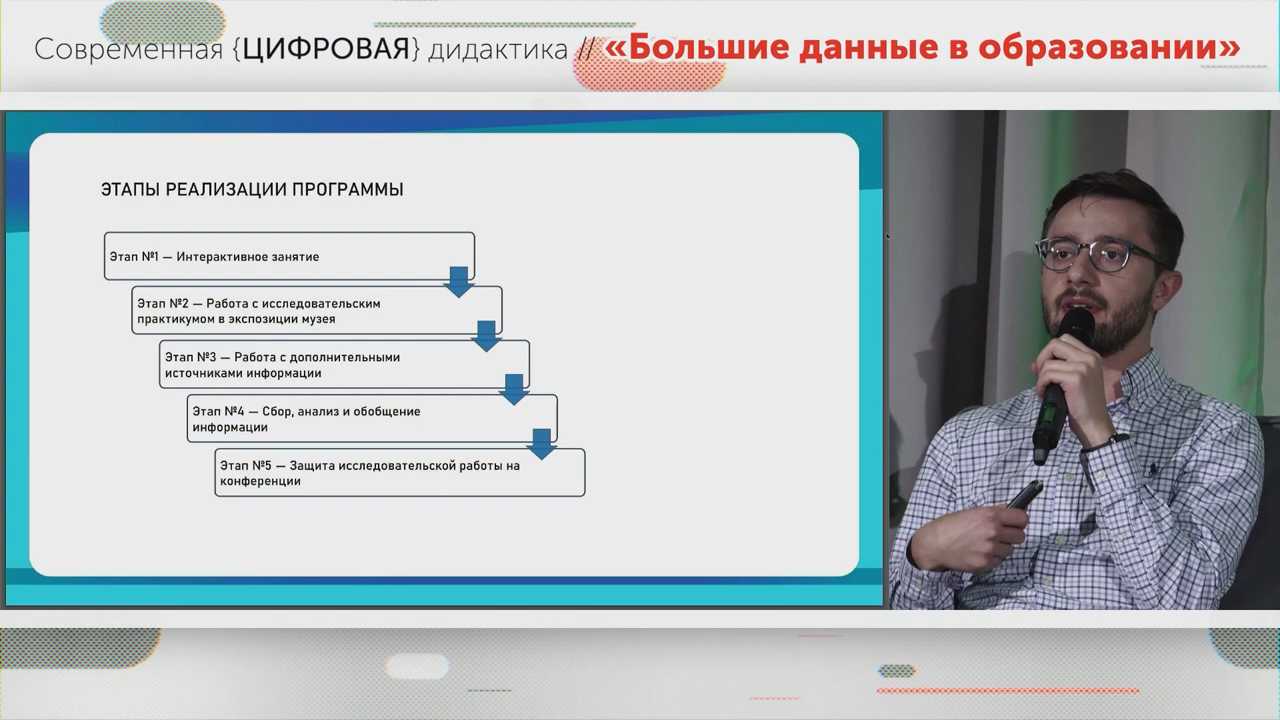 Современная {ЦИФРОВАЯ} дидактика // «Большие данные в образовании»
ЭТАПЫ РЕАЛИЗАЦИИ ПРОГРАММЫ
Этап №1 — Интерактивное занятие
Этап №2 — Работа с исследовательским
практикумом в экспозиции музея
Этап №3 — Работа с дополнительными
источниками информации
Этап №4 — Сбор, анализ и обобщение
информации
Этап №5 — Защита исследовательской работы на
конференции